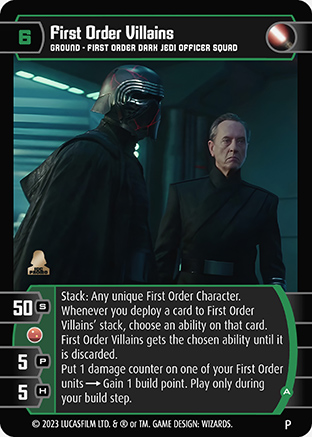 6
First Order Villains
GROUND - FIRST ORDER DARK JEDI OFFICER SQUAD
50 S
5 P
5 H
Stack: Any unique First Order Character.
Whenever you deploy a card to First Order
Villains' stack, choose an ability on that card.
First Order Villains gets the chosen ability until it
is discarded.
Put 1 damage counter on one of your First Order
units → Gain 1 build point. Play only during
your build step.
A
© 2023 LUCASFILM LTD. & ® or TM. GAME DESIGN: WIZARDS.
P